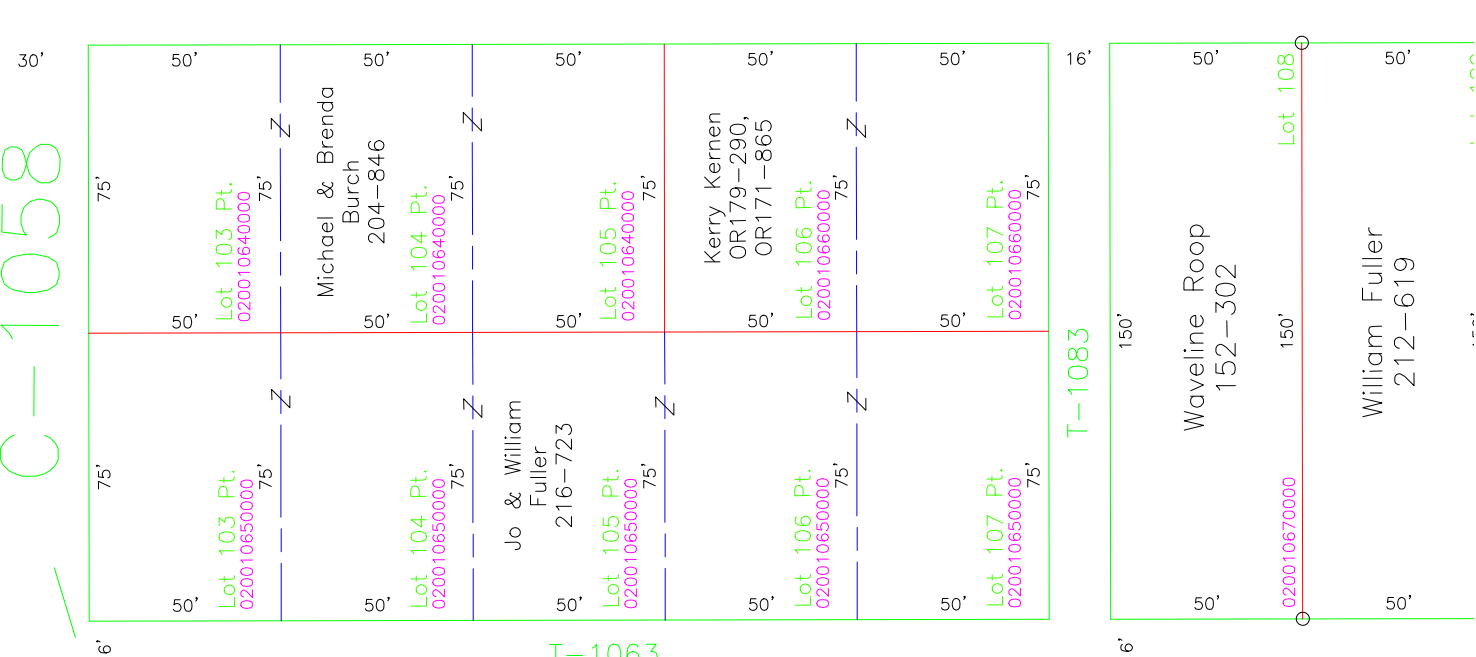 30'
50'
50'
50'
50'
50'
16'
50'
50'
C-1058
75'
Lot 103 Pt.
020010640000
75'
Michael & Brenda
Burch
204-846
Lot 104 Pt.
020010640000
75'
Lot 105 Pt.
020010640000
75'
Kerry Kernen
OR179-290,
OR171-865
Lot 106 Pt.
020010660000
75'
Lot 107 Pt.
020010660000
75'
50'
50'
50'
50'
50'
75'
Z
Z
Z
Z
Z
Z
Z
Lot 103 Pt.
020010650000
75'
Lot 104 Pt.
020010650000
75'
Jo & William
Fuller
216-723
Lot 105 Pt.
020010650000
75'
Lot 106 Pt.
020010650000
75'
Lot 107 Pt.
020010650000
75'
50'
50'
50'
50'
50'
T-1083
150'
Waveline Roop
152-302
Lot 108
150'
020010670000
William Fuller
212-619
50'
50'
6'
T-1063
6'